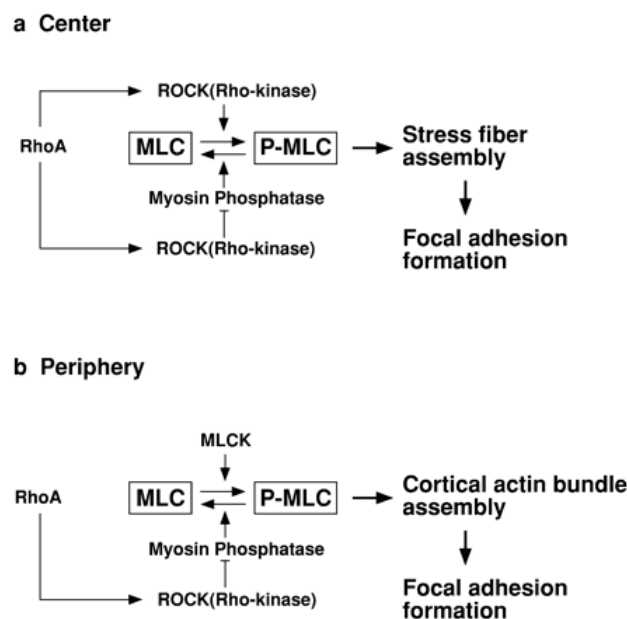 a Center
ROCK(Rho-kinase)
RhoA
MLC
P-MLC
Stress fiber
assembly
Myosin Phosphatase
ROCK(Rho-kinase)
Focal adhesion
formation
b Periphery
MLCK
RhoA
MLC
P-MLC
Cortical actin bundle
assembly
Myosin Phosphatase
ROCK(Rho-kinase)
Focal adhesion
formation